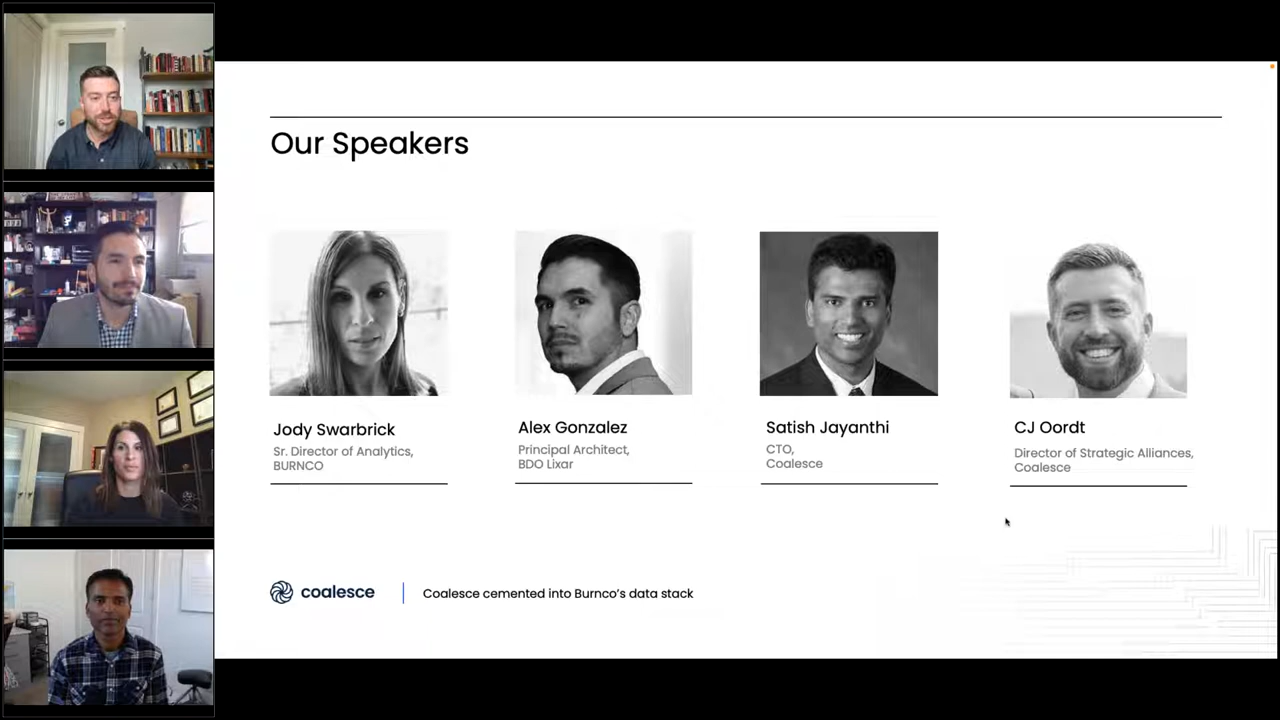 Our Speakers
Jody Swarbrick
Sr. Director of Analytics,
BURNCO
Alex Gonzalez
Principal Architect,
BDO Lixar
Satish Jayanthi
CTO,
Coalesce
CJ Oordt
Director of Strategic Alliances,
Coalesce
coalesce
Coalesce cemented into Burnco's data stack